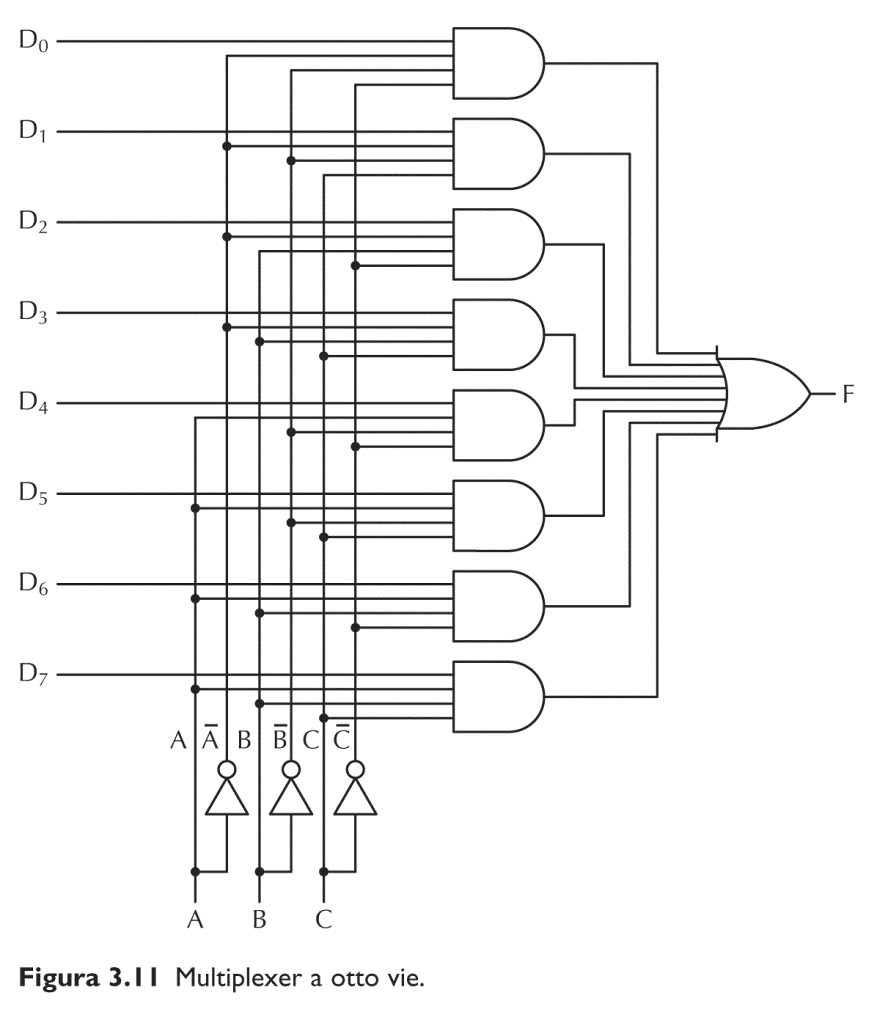 D₀
D₁
D₂
D₃
D₄
F
D₅
D₆
D₇
A A̅ B B̅ C C̅
A B C
Figura 3.11 Multiplexer a otto vie.